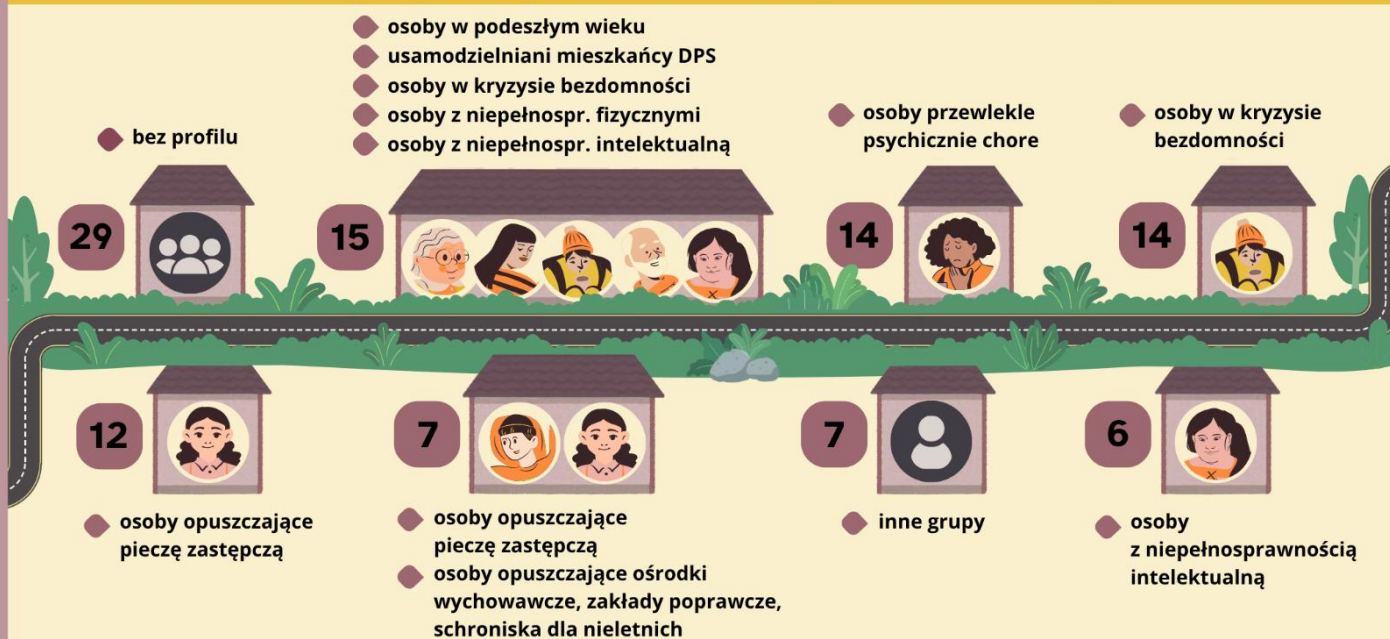 osoby w podeszłym wieku
usamodzielniani mieszkańcy DPS
osoby w kryzysie bezdomności
osoby z niepełnospr. fizycznymi
osoby z niepełnospr. intelektualną
bez profilu
osoby przewlekle
psychicznie chore
osoby w kryzysie
bezdomności
29
15
14
14
12
7
7
6
osoby opuszczające
pieczę zastępczą
osoby opuszczające
pieczę zastępczą
osoby opuszczające ośrodki
wychowawcze, zakłady poprawcze,
schroniska dla nieletnich
inne grupy
osoby
z niepełnosprawnością
intelektualną